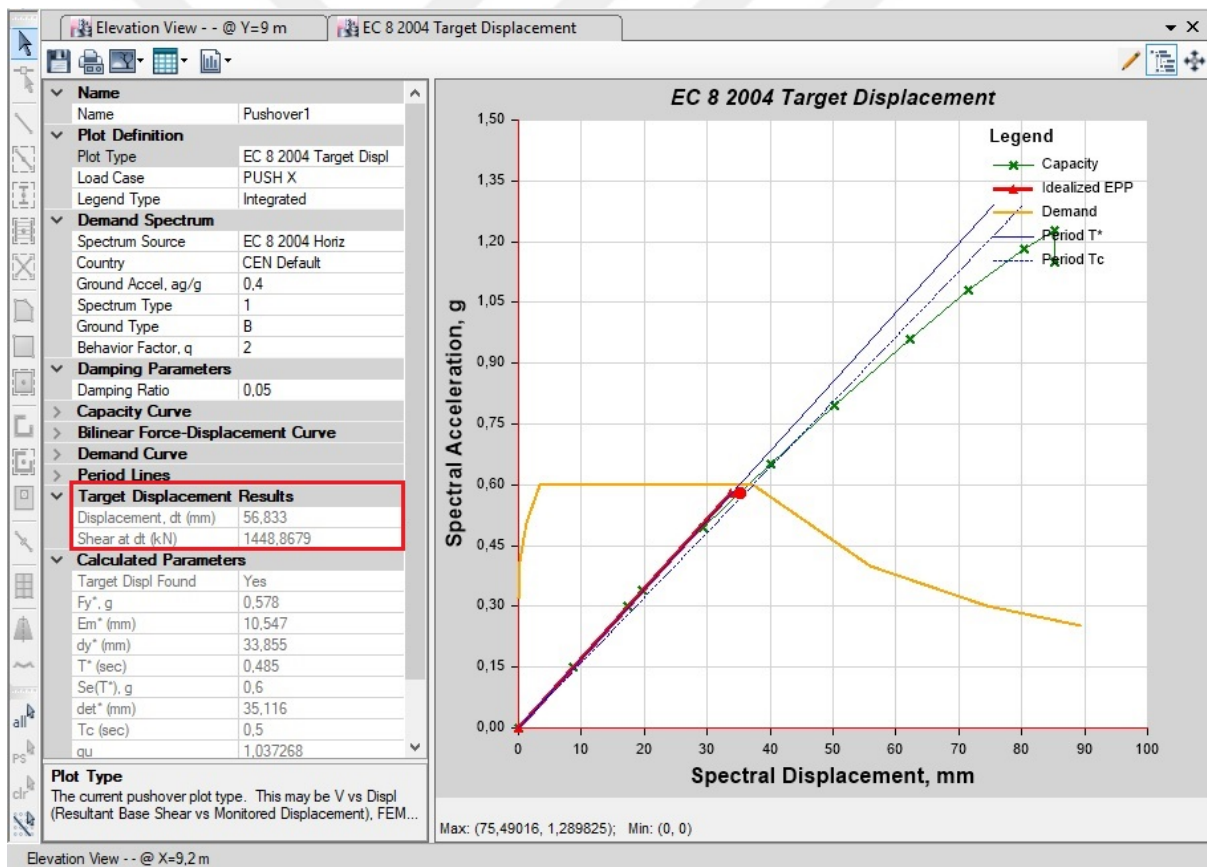 Elevation View - - @ Y=9 m
EC 8 2004 Target Displacement
Name
Name Pushover1
Plot Definition
Plot Type EC 8 2004 Target Displ
Load Case PUSH X
Legend Type Integrated
Demand Spectrum
Spectrum Source EC 8 2004 Horiz
Country CEN Default
Ground Accel, ag/g 0,4
Spectrum Type 1
Ground Type B
Behavior Factor, q 2
Damping Parameters
Damping Ratio 0,05
Capacity Curve
Bilinear Force-Displacement Curve
Demand Curve
Period Lines
Target Displacement Results
Displacement, dt (mm) 56,833
Shear at dt (kN) 1448,8679
Calculated Parameters
Target Displ Found Yes
Fy*, g 0,578
Em* (mm) 10,547
dy* (mm) 33,855
T* (sec) 0,485
Se(T*), g 0,6
det* (mm) 35,116
Tc (sec) 0,5
qu 1,037268
Plot Type
The current pushover plot type. This may be V vs Displ
(Resultant Base Shear vs Monitored Displacement), FEM...
all
PS
clr
EC 8 2004 Target Displacement
Legend
Capacity
Idealized EPP
Demand
Period T*
Period Tc
Spectral Acceleration, g
1,50
1,35
1,20
1,05
0,90
0,75
0,60
0,45
0,30
0,15
0,00
0 10 20 30 40 50 60 70 80 90 100
Spectral Displacement, mm
Max: (75,49016, 1,289825); Min: (0, 0)
Elevation View - - @ X=9,2 m